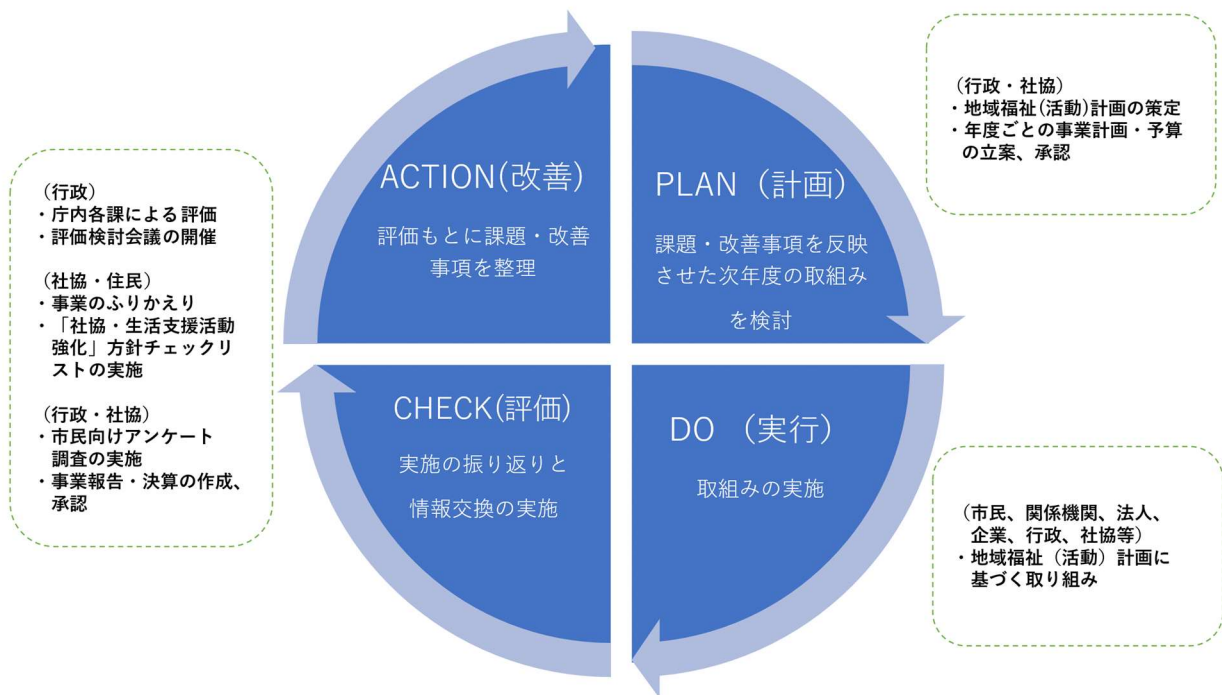 ACTION(改善)
評価もとに課題・改善
事項を整理
PLAN（計画）
課題・改善事項を反映
させた次年度の取組み
を検討
（行政・社協）
・地域福祉(活動)計画の策定
・年度ごとの事業計画・予算
の立案、承認
（行政）
・庁内各課による評価
・評価検討会議の開催
（社協・住民）
・事業のふりかえり
・「社協・生活支援活動
強化」方針チェックリ
ストの実施
（行政・社協）
・市民向けアンケート
調査の実施
・事業報告・決算の作成、
承認
CHECK(評価)
実施の振り返りと
情報交換の実施
DO （実行）
取組みの実施
（市民、関係機関、法人、
企業、行政、社協等）
・地域福祉（活動）計画に
基づく取り組み